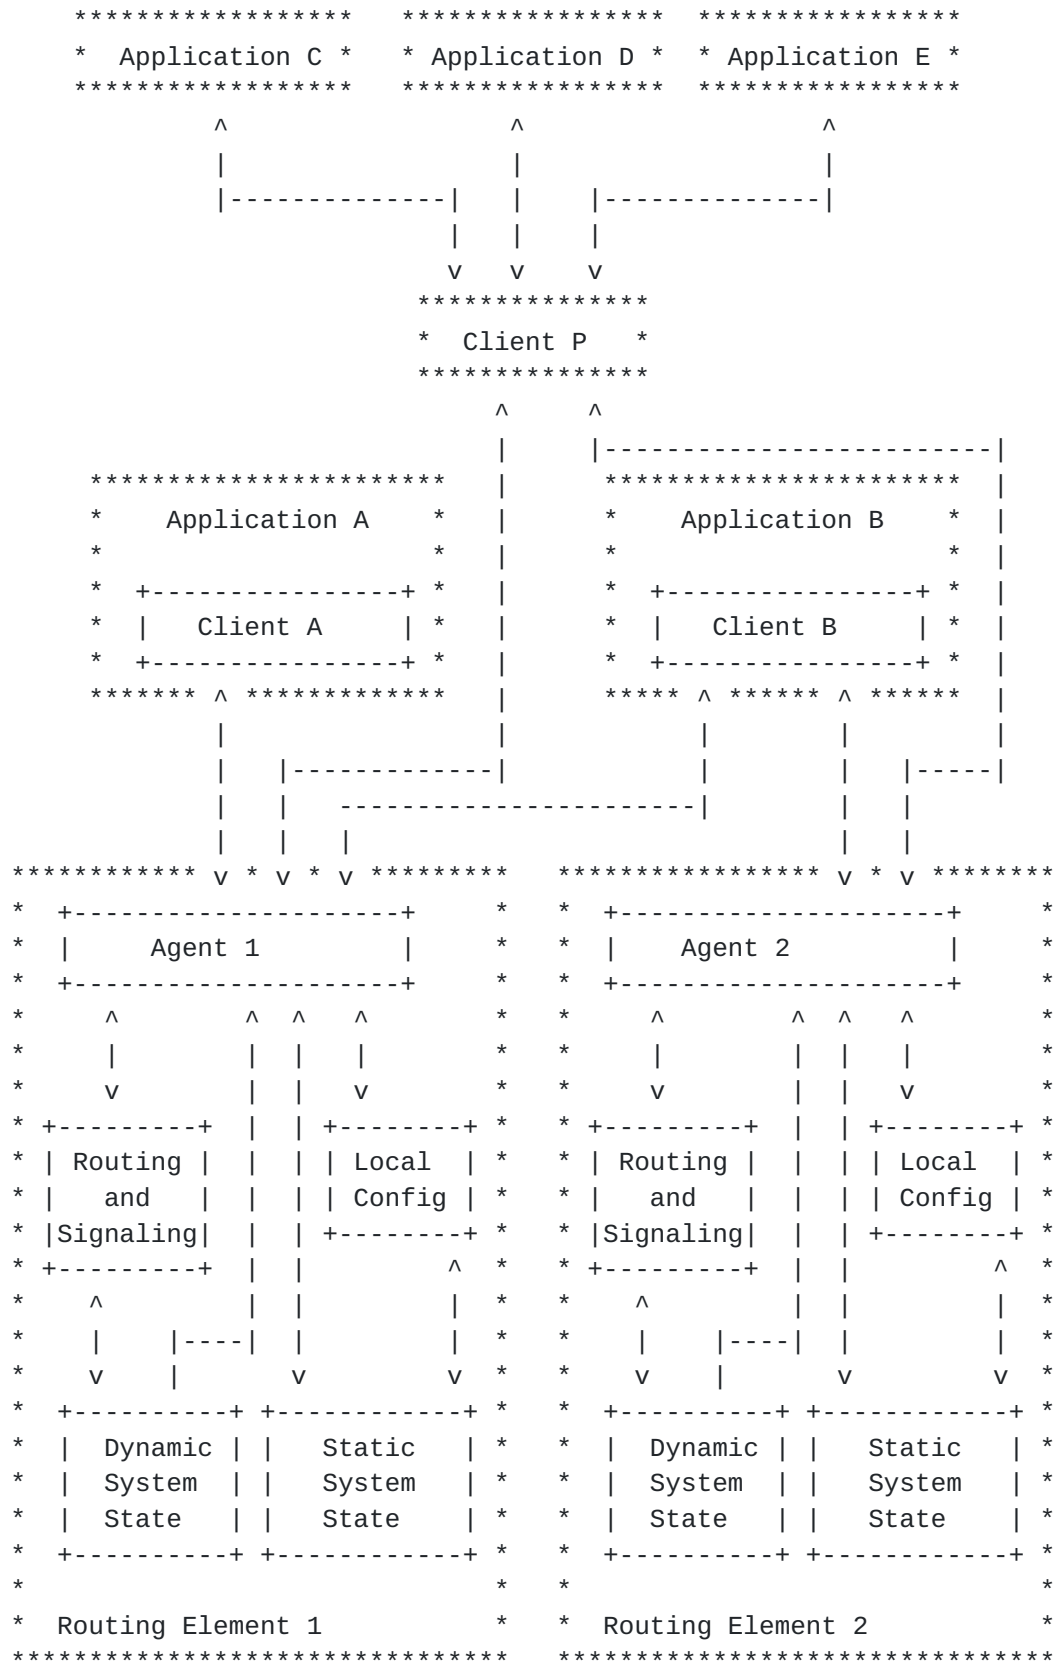 ******************   *****************  *****************
*  Application C *   * Application D *  * Application E *
******************   *****************  *****************
         ^                  ^                   ^
         |                  |                   |
         |--------------|   |    |--------------|
                        |   |    |
                        v   v    v
                      ***************
                      *  Client P   *
                      ***************
                           ^     ^
                           |     |-------------------------|
 ***********************   |      ***********************  |
 *    Application A    *   |      *    Application B    *  |
 *                     *   |      *                     *  |
 *  +----------------+ *   |      *  +----------------+ *  |
 *  |   Client A     | *   |      *  |   Client B     | *  |
 *  +----------------+ *   |      *  +----------------+ *  |
 ******* ^ *************   |      ***** ^ ****** ^ ******  |
         |                 |            |        |         |
         |   |-------------|            |        |   |-----|
         |   |   -----------------------|        |   |
         |   |   |                               |   |
************ v * v * v *********   ***************** v * v ********
*  +---------------------+     *   *  +---------------------+     *
*  |     Agent 1         |     *   *  |    Agent 2          |     *
*  +---------------------+     *   *  +---------------------+     *
*     ^        ^  ^   ^        *   *     ^        ^  ^   ^        *
*     |        |  |   |        *   *     |        |  |   |        *
*     v        |  |   v        *   *     v        |  |   v        *
* +---------+  |  | +--------+ *   * +---------+  |  | +--------+ *
* | Routing |  |  | | Local  | *   * | Routing |  |  | | Local  | *
* |   and   |  |  | | Config | *   * |   and   |  |  | | Config | *
* |Signaling|  |  | +--------+ *   * |Signaling|  |  | +--------+ *
* +---------+  |  |         ^  *   * +---------+  |  |         ^  *
*    ^         |  |         |  *   *    ^         |  |         |  *
*    |    |----|  |         |  *   *    |    |----|  |         |  *
*    v    |       v         v  *   *    v    |       v         v  *
*  +----------+ +------------+ *   *  +----------+ +------------+ *
*  |  Dynamic | |   Static   | *   *  |  Dynamic | |   Static   | *
*  |  System  | |   System   | *   *  |  System  | |   System   | *
*  |  State   | |   State    | *   *  |  State   | |   State    | *
*  +----------+ +------------+ *   *  +----------+ +------------+ *
*                              *   *                              *
*  Routing Element 1           *   *  Routing Element 2           *
********************************   ********************************